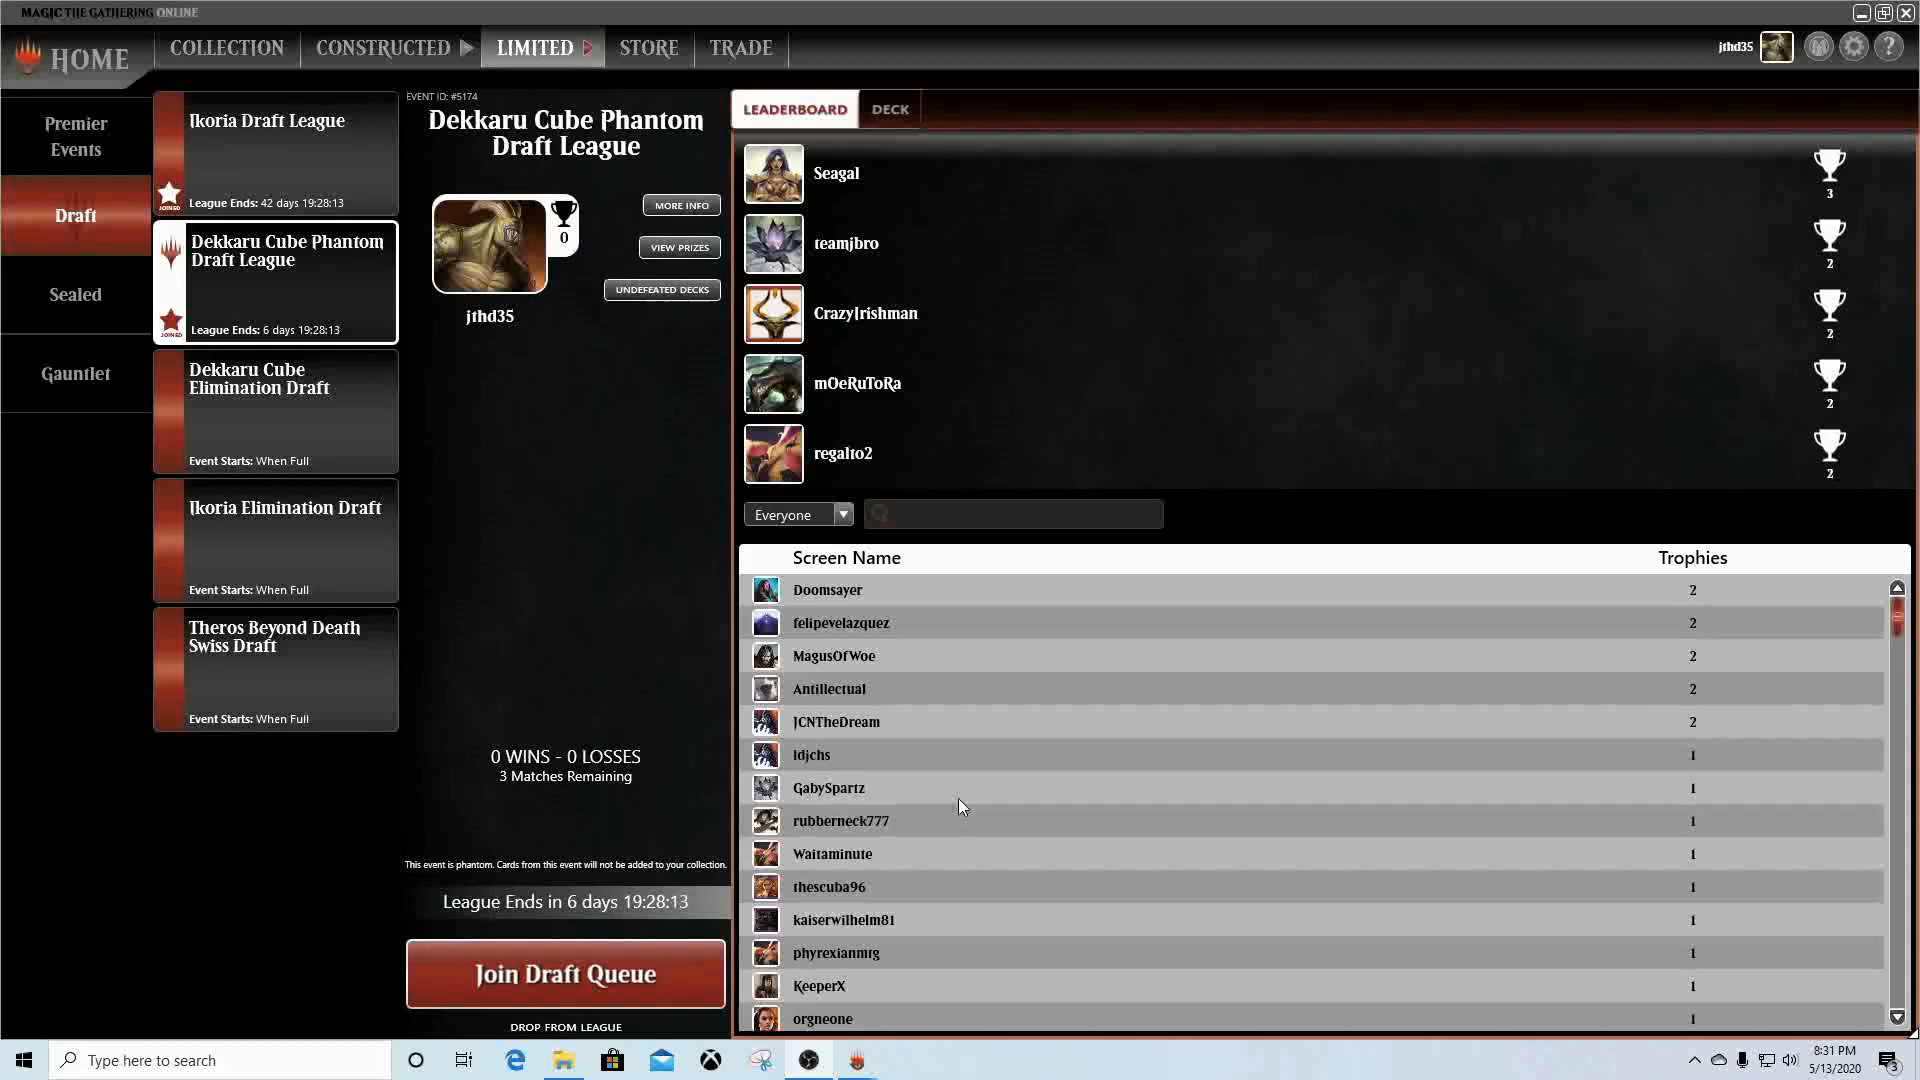 MAGIC THE GATHERING ONLINE
HOME
COLLECTION
CONSTRUCTED
LIMITED
STORE
TRADE
jthd35
?
Premier
Events
Draft
Sealed
Gauntlet
Ikoria Draft League
JOINED
League Ends: 42 days 19:28:13
Dekkaru Cube Phantom
Draft League
JOINED
League Ends: 6 days 19:28:13
Dekkaru Cube
Elimination Draft
Event Starts: When Full
Ikoria Elimination Draft
Event Starts: When Full
Theros Beyond Death
Swiss Draft
Event Starts: When Full
EVENT ID: #5174
Dekkaru Cube Phantom
Draft League
0
jthd35
MORE INFO
VIEW PRIZES
UNDEFEATED DECKS
0 WINS - 0 LOSSES
3 Matches Remaining
This event is phantom. Cards from this event will not be added to your collection.
League Ends in 6 days 19:28:13
Join Draft Queue
DROP FROM LEAGUE
LEADERBOARD
DECK
Seagal
3
teamjbro
2
CrazyIrishman
2
mOeRuToRa
2
regalto2
2
Everyone
Screen Name Trophies
Doomsayer 2
felipevelazquez 2
MagusOfWoe 2
Antillectual 2
JCNTheDream 2
ldjchs 1
GabySpartz 1
rubberneck777 1
Waitaminute 1
thescuba96 1
kaiserwilhelm81 1
phyrexianmtg 1
KeeperX 1
orgneone 1
Type here to search
8:31 PM
5/13/2020
3